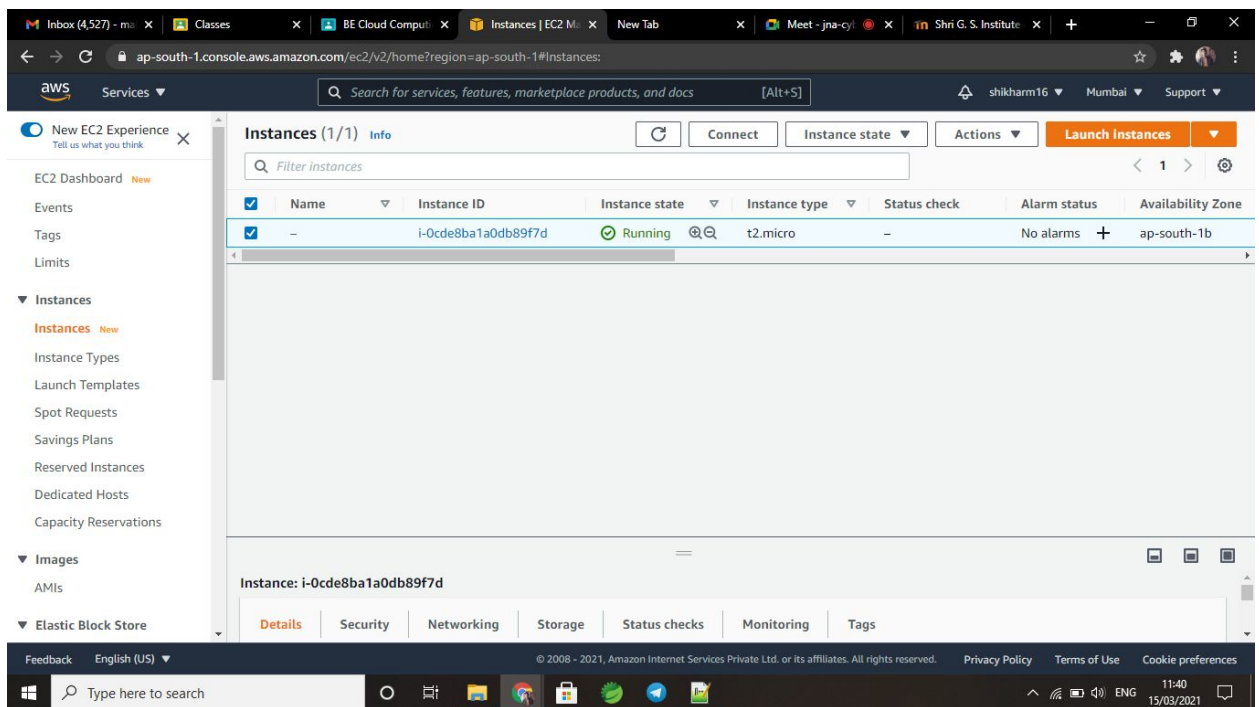 Inbox (4,527) - ma
Classes
BE Cloud Computi
Instances | EC2 Ma
New Tab
Meet - jna-cyl
Shri G. S. Institute
ap-south-1.console.aws.amazon.com/ec2/v2/home?region=ap-south-1#Instances:
aws
Services
Search for services, features, marketplace products, and docs [Alt+S]
shikharm16
Mumbai
Support
New EC2 Experience
Tell us what you think
EC2 Dashboard New
Events
Tags
Limits
Instances
Instances New
Instance Types
Launch Templates
Spot Requests
Savings Plans
Reserved Instances
Dedicated Hosts
Capacity Reservations
Images
AMIs
Elastic Block Store
Instances (1/1) Info
Connect
Instance state
Actions
Launch instances
Filter instances
1
Name Instance ID Instance state Instance type Status check Alarm status Availability Zone
– i-0cde8ba1a0db89f7d Running t2.micro – No alarms + ap-south-1b
Instance: i-0cde8ba1a0db89f7d
Details Security Networking Storage Status checks Monitoring Tags
Feedback English (US) © 2008 - 2021, Amazon Internet Services Private Ltd. or its affiliates. All rights reserved. Privacy Policy Terms of Use Cookie preferences
Type here to search
ENG
11:40
15/03/2021